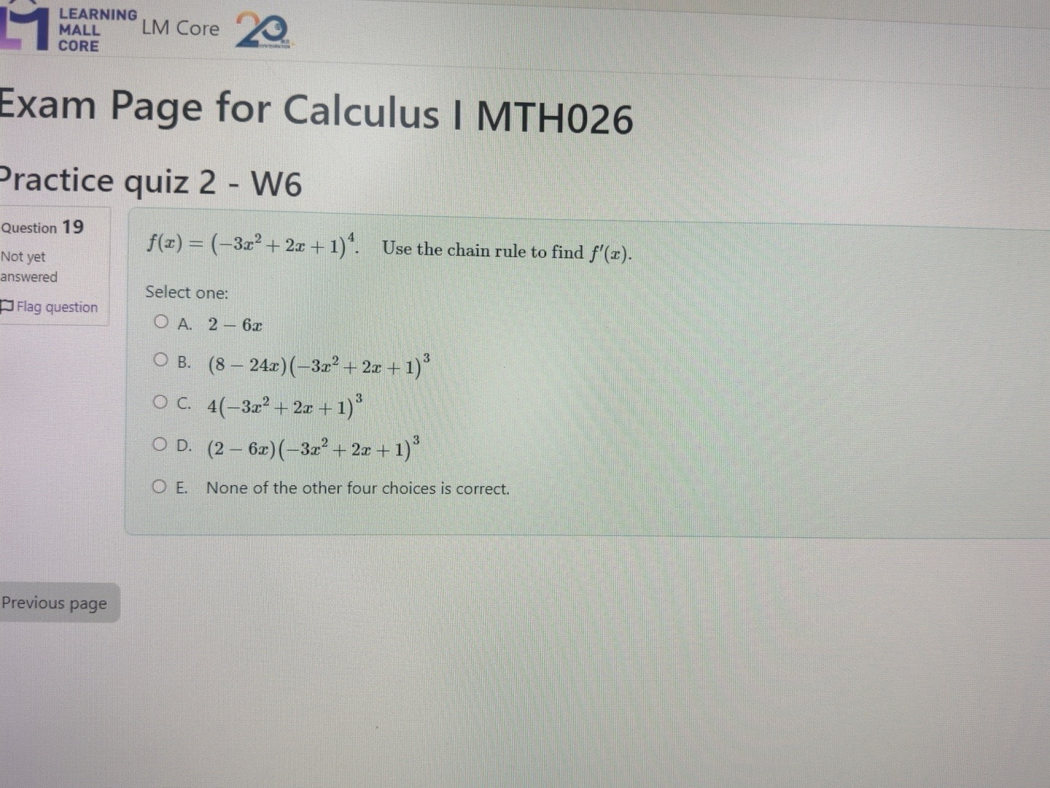 LEARNING
MALL
CORE
LM Core
20
Exam Page for Calculus I MTH026
Practice quiz 2 - W6
Question 19
Not yet
answered
Flag question
f(x) = (−3x² + 2x + 1)⁴. Use the chain rule to find f′(x).
Select one:
A. 2 − 6x
B. (8 − 24x)(−3x² + 2x + 1)³
C. 4(−3x² + 2x + 1)³
D. (2 − 6x)(−3x² + 2x + 1)³
E. None of the other four choices is correct.
Previous page